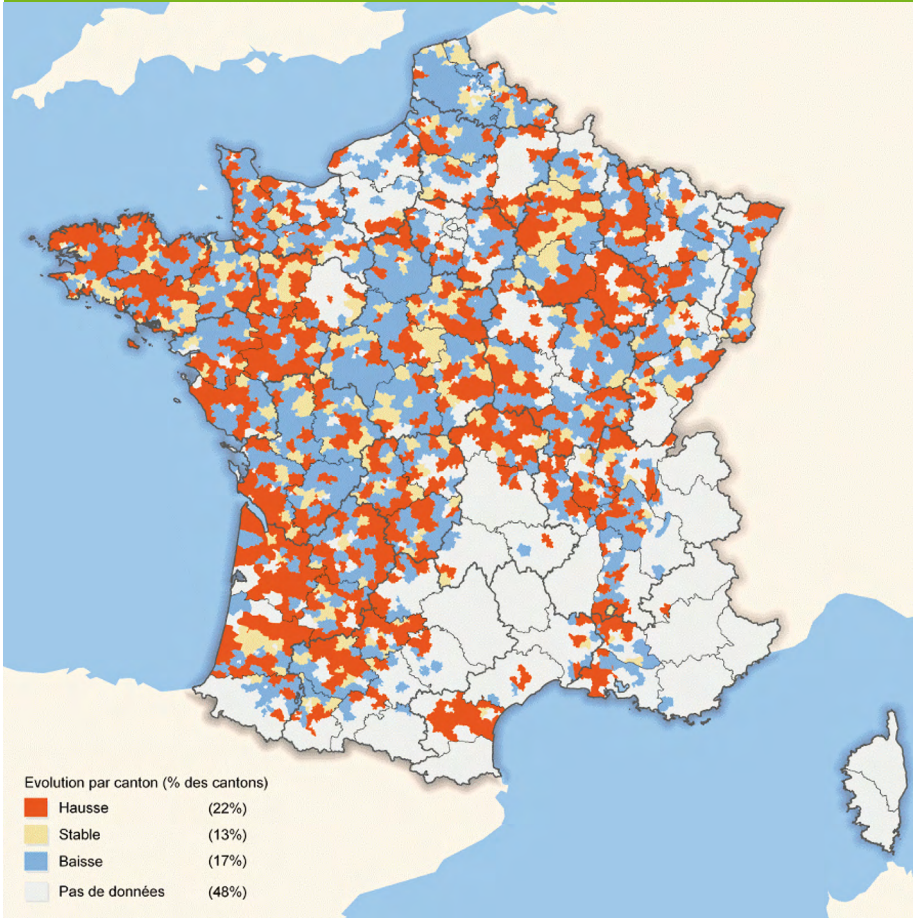 Evolution par canton (% des cantons)
Hausse (22%)
Stable (13%)
Baisse (17%)
Pas de données (48%)